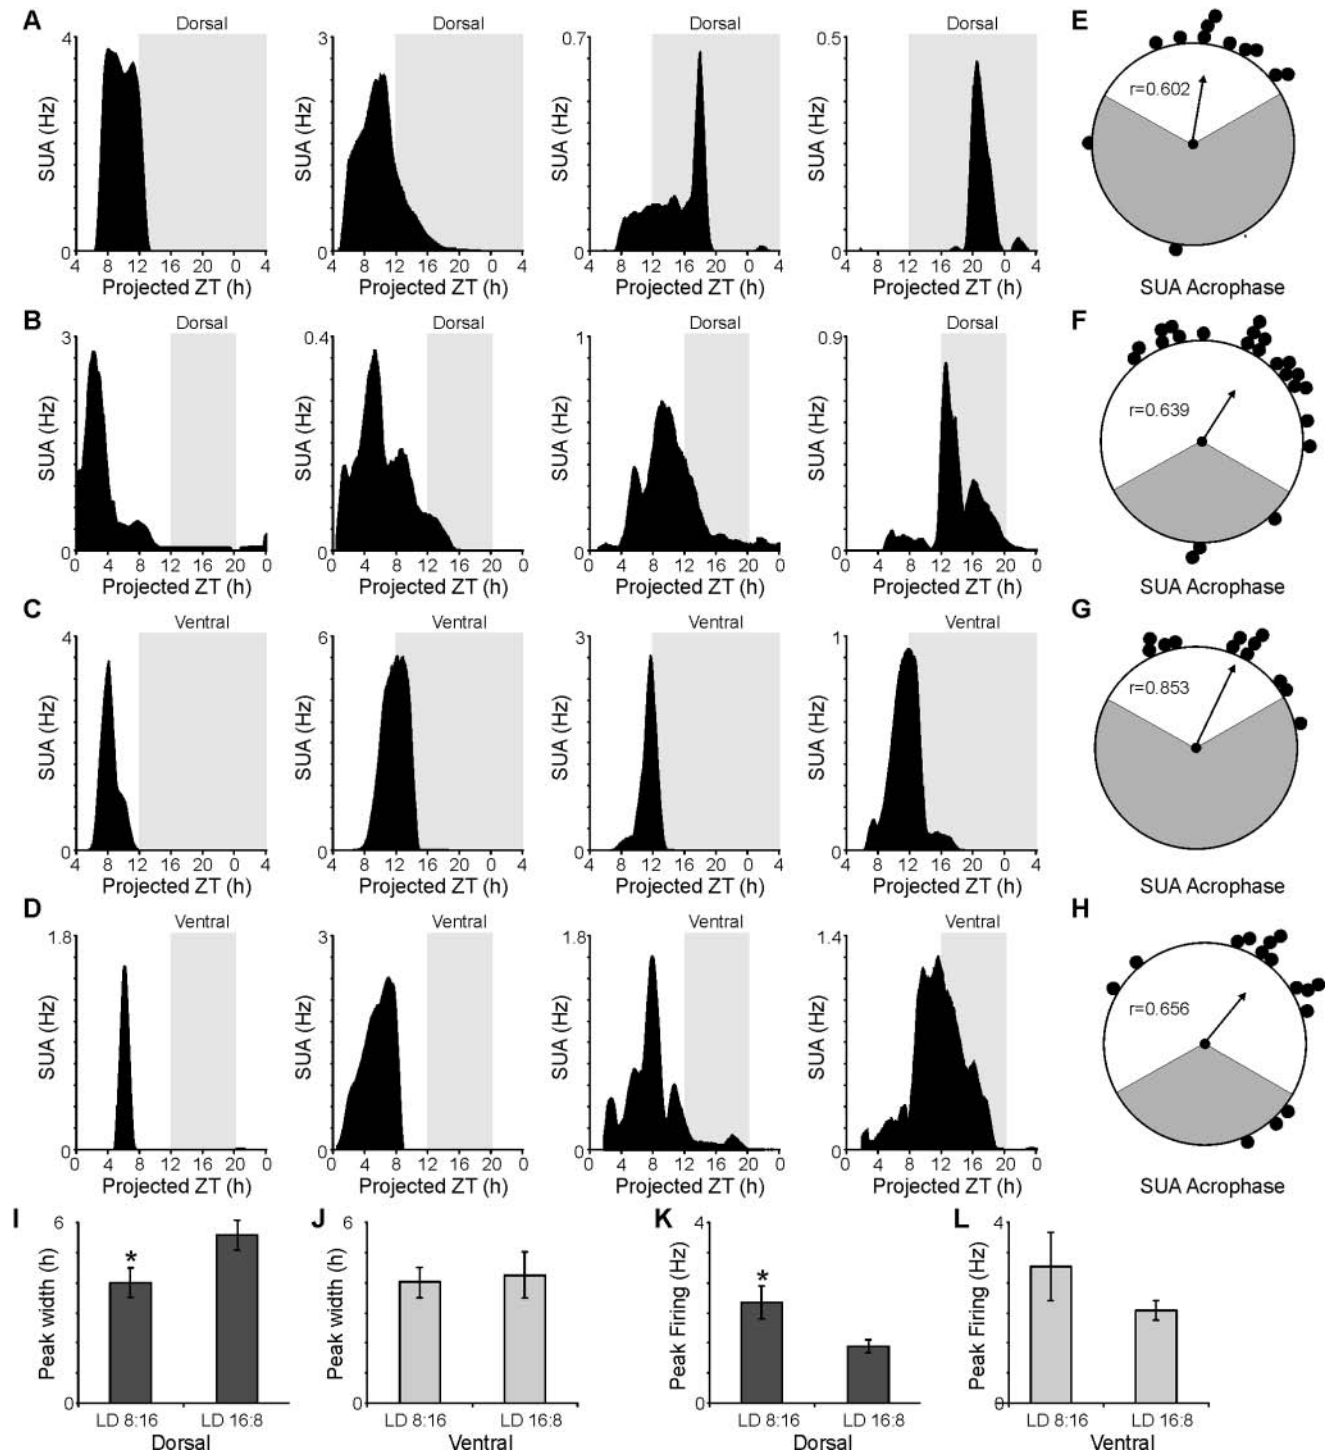 A
Dorsal
Dorsal
Dorsal
Dorsal
E
4
3
0.7
0.5
SUA (Hz)
SUA (Hz)
SUA (Hz)
SUA (Hz)
r=0.602
0
0
0
0
4 8 12 16 20 0 4
4 8 12 16 20 0 4
4 8 12 16 20 0 4
4 8 12 16 20 0 4
Projected ZT (h)
Projected ZT (h)
Projected ZT (h)
Projected ZT (h)
SUA Acrophase
B
Dorsal
Dorsal
Dorsal
Dorsal
F
3
0.4
1
0.9
SUA (Hz)
SUA (Hz)
SUA (Hz)
SUA (Hz)
r=0.639
0
0
0
0
0 4 8 12 16 20 0
0 4 8 12 16 20 0
0 4 8 12 16 20 0
0 4 8 12 16 20 0
Projected ZT (h)
Projected ZT (h)
Projected ZT (h)
Projected ZT (h)
SUA Acrophase
C
Ventral
Ventral
Ventral
Ventral
G
4
6
3
1
SUA (Hz)
SUA (Hz)
SUA (Hz)
SUA (Hz)
r=0.853
0
0
0
0
4 8 12 16 20 0 4
4 8 12 16 20 0 4
4 8 12 16 20 0 4
4 8 12 16 20 0 4
Projected ZT (h)
Projected ZT (h)
Projected ZT (h)
Projected ZT (h)
SUA Acrophase
D
Ventral
Ventral
Ventral
Ventral
H
1.8
3
1.8
1.4
SUA (Hz)
SUA (Hz)
SUA (Hz)
SUA (Hz)
r=0.656
0
0
0
0
0 4 8 12 16 20 0
0 4 8 12 16 20 0
0 4 8 12 16 20 0
0 4 8 12 16 20 0
Projected ZT (h)
Projected ZT (h)
Projected ZT (h)
Projected ZT (h)
SUA Acrophase
I
6
Peak width (h)
*
0
LD 8:16 LD 16:8
Dorsal
J
6
Peak width (h)
0
LD 8:16 LD 16:8
Ventral
K
4
Peak Firing (Hz)
*
0
LD 8:16 LD 16:8
Dorsal
L
4
Peak Firing (Hz)
0
LD 8:16 LD 16:8
Ventral